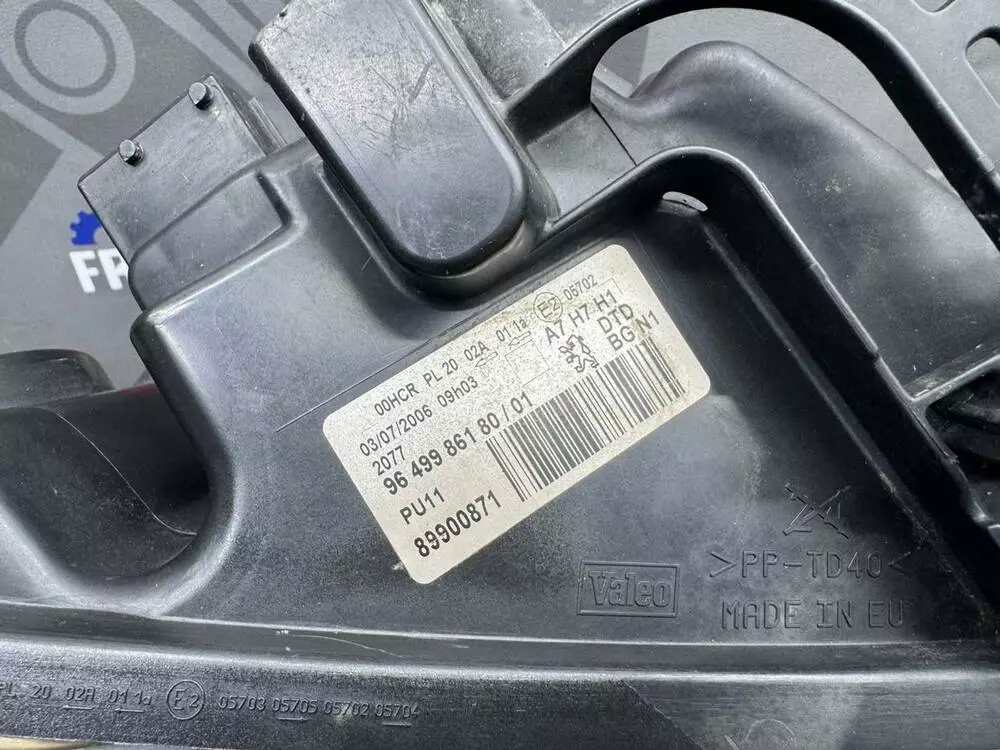 FR
00HCR PL 20 02A 01 1a E2 05702
03/07/2006 09h03
A7 H7 H1
2077
DTD
96 499 861 80/01
BG N1
PU11
89900871
Valeo
>PP-TD40<
MADE IN EU
PL 20 02A 01 1a E2 05703 05705 05702 05704